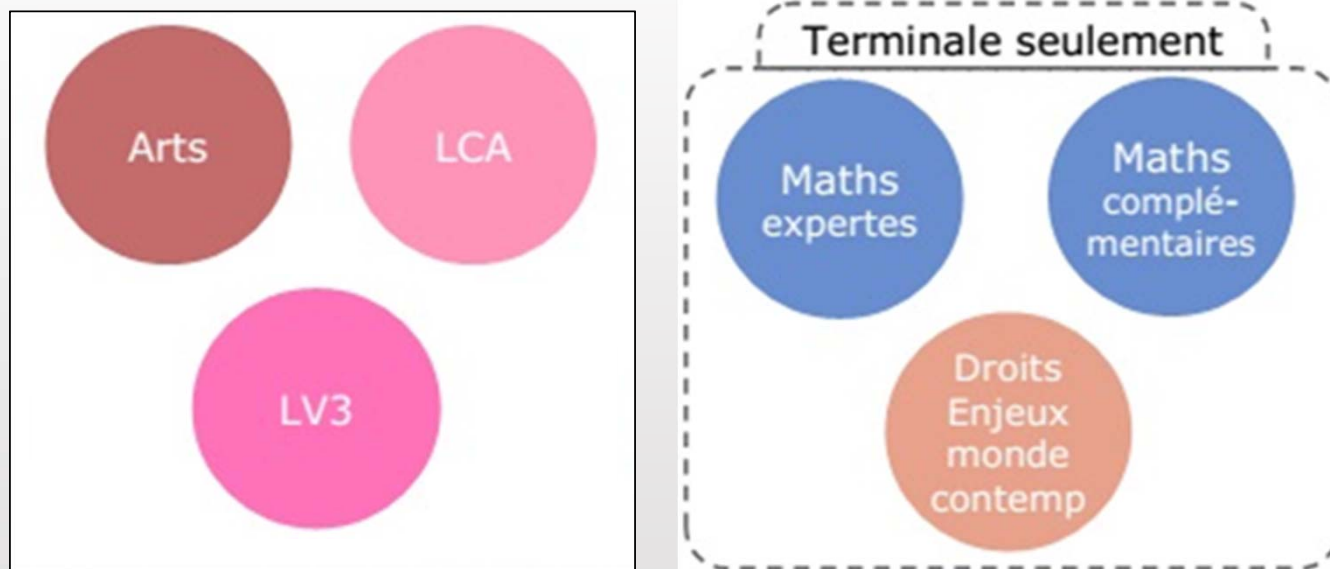 Arts
LCA
LV3
Terminale seulement
Maths
expertes
Maths
complé-
mentaires
Droits
Enjeux
monde
contemp